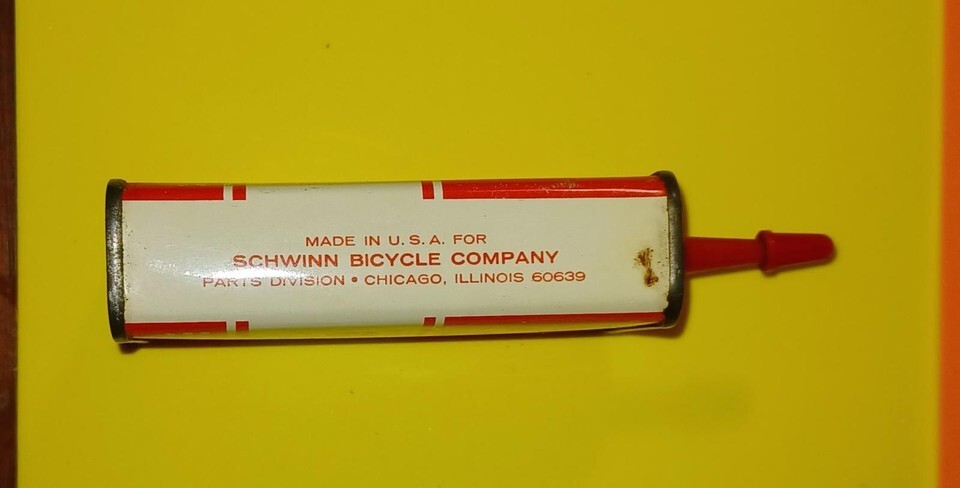 MADE IN U.S.A. FOR
SCHWINN BICYCLE COMPANY
PARTS DIVISION • CHICAGO, ILLINOIS 60639